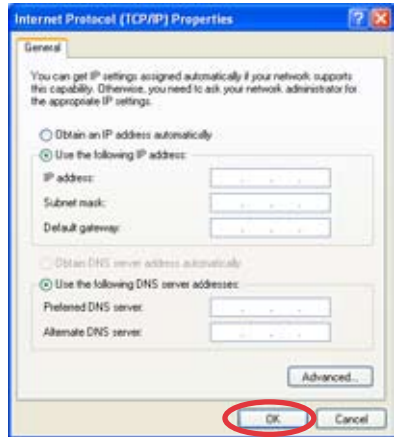 Internet Protocol (TCP/IP) Properties
General
You can get IP settings assigned automatically if your network supports
this capability. Otherwise, you need to ask your network administrator for
the appropriate IP settings.
Obtain an IP address automatically
Use the following IP address:
IP address:
Subnet mask:
Default gateway:
Obtain DNS server address automatically
Use the following DNS server addresses:
Preferred DNS server:
Alternate DNS server:
Advanced...
OK
Cancel